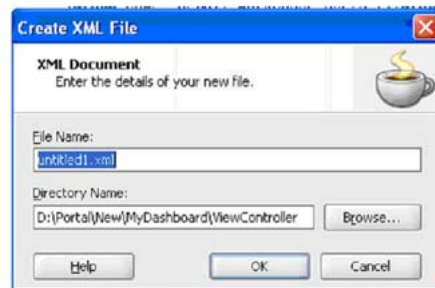 Create XML File
XML Document
Enter the details of your new file.
File Name:
untitled1.xml
Directory Name:
D:\Portal\New\MyDashboard\ViewController
Browse...
Help
OK
Cancel